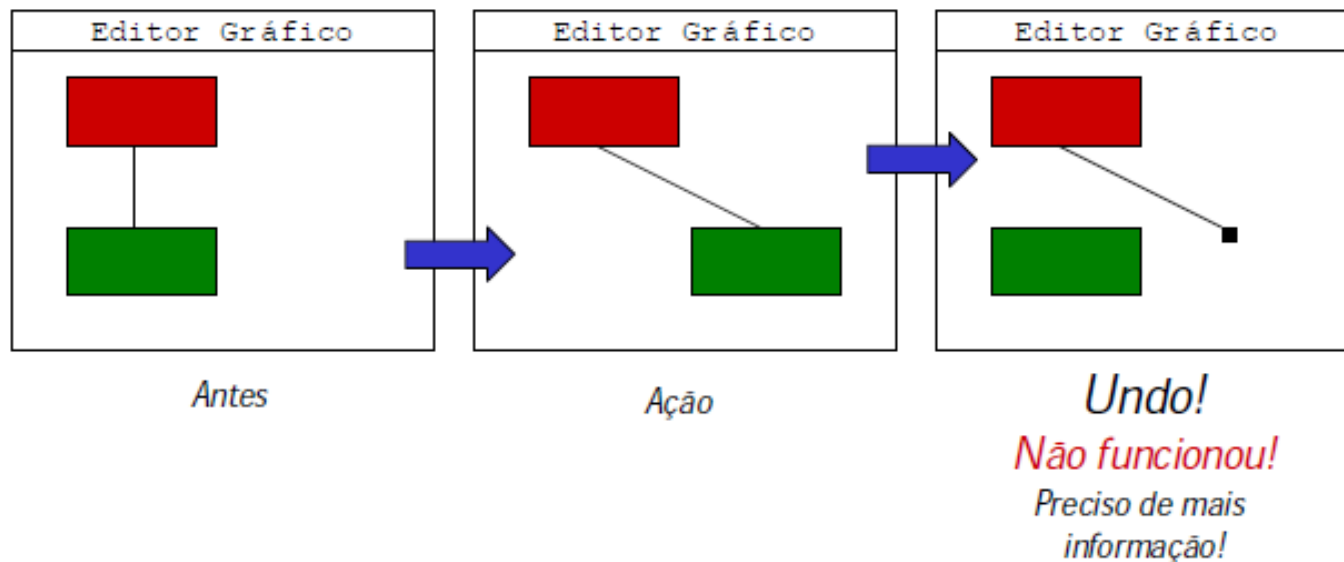 Editor Gráfico
Editor Gráfico
Editor Gráfico
Antes
Ação
Undo!
Não funcionou!
Preciso de mais
informação!